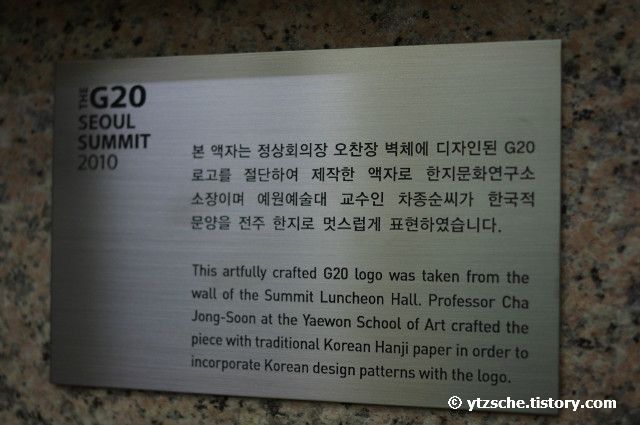 THE G20
SEOUL
SUMMIT
2010
본 액자는 정상회의장 오찬장 벽체에 디자인된 G20
로고를 절단하여 제작한 액자로 한지문화연구소
소장이며 예원예술대 교수인 차종순씨가 한국적
문양을 전주 한지로 멋스럽게 표현하였습니다.
This artfully crafted G20 logo was taken from the
wall of the Summit Luncheon Hall. Professor Cha
Jong-Soon at the Yaewon School of Art crafted the
piece with traditional Korean Hanji paper in order to
incorporate Korean design patterns with the logo.
© ytzsche.tistory.com